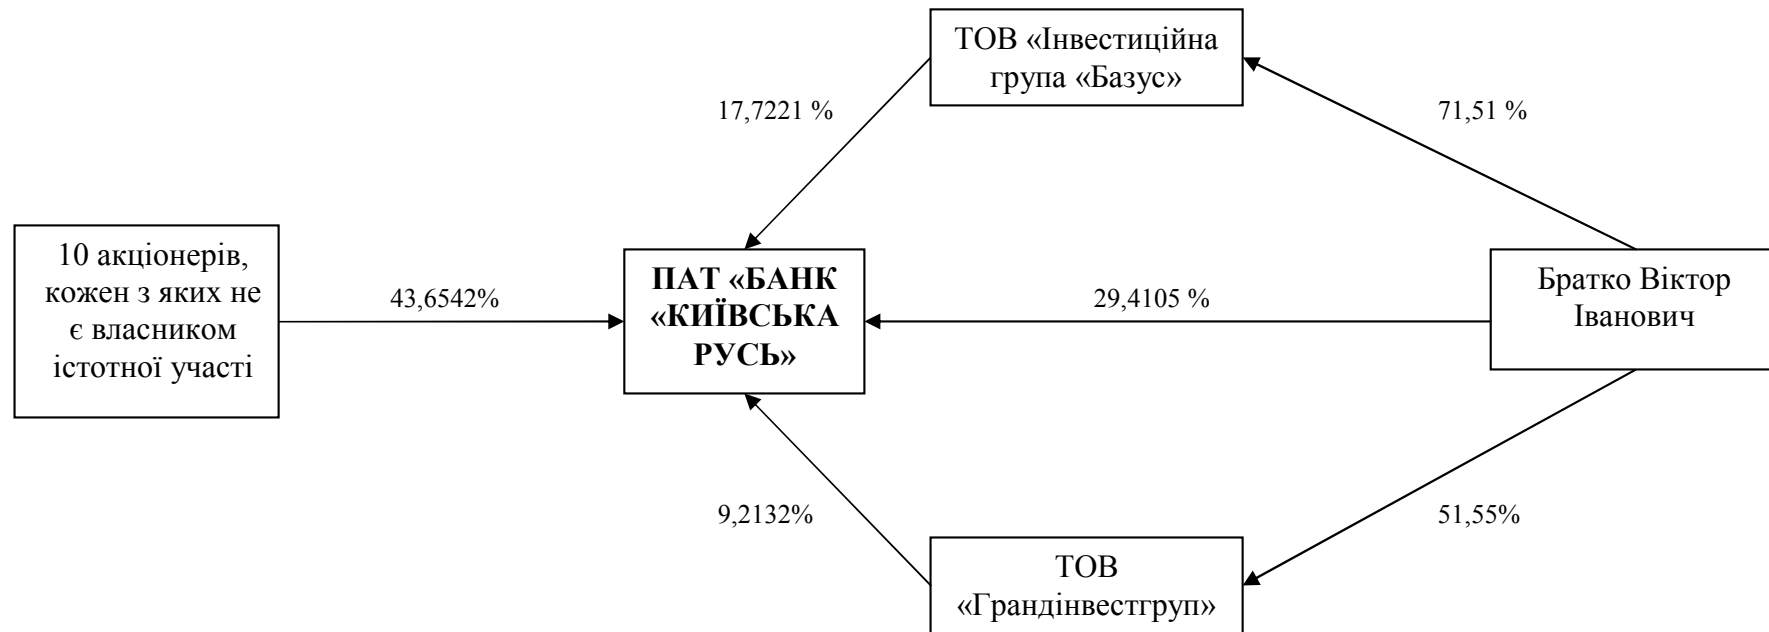 ТОВ «Інвестиційна
група «Базус»
17,7221 %
71,51 %
10 акціонерів,
кожен з яких не
є власником
істотної участі
43,6542%
ПАТ «БАНК
«КИЇВСЬКА
РУСЬ»
29,4105 %
Братко Віктор
Іванович
9,2132%
51,55%
ТОВ
«Грандінвестгруп»